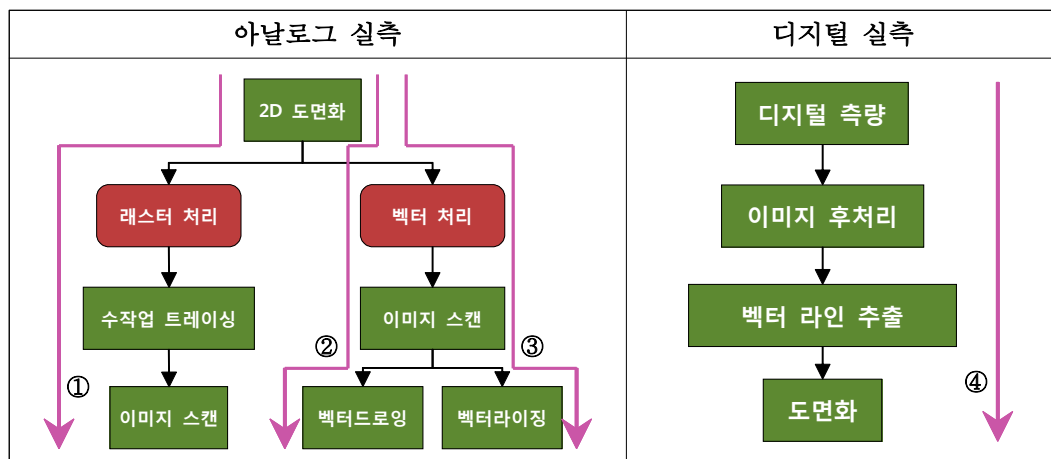 아날로그 실측
디지털 실측
2D 도면화
래스터 처리
벡터 처리
수작업 트레이싱
이미지 스캔
이미지 스캔
벡터드로잉
벡터라이징
①
②
③
디지털 측량
이미지 후처리
벡터 라인 추출
도면화
④